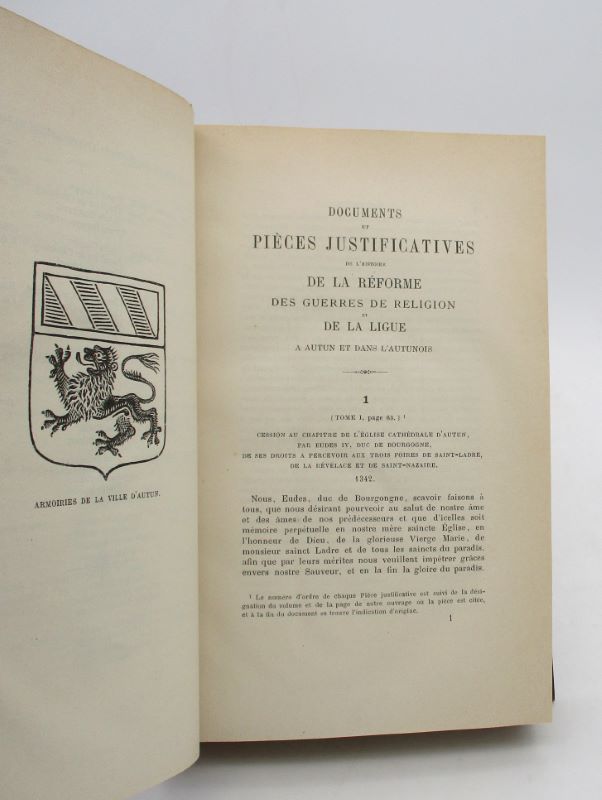 ARMOIRIES DE LA VILLE D'AUTUN.
DOCUMENTS
ET
PIÈCES JUSTIFICATIVES
DE L'HISTOIRE
DE LA RÉFORME
DES GUERRES DE RELIGION
ET
DE LA LIGUE
A AUTUN ET DANS L'AUTUNOIS
1
(TOME I, page 63.) ¹
CESSION AU CHAPITRE DE L'ÉGLISE CATHÉDRALE D'AUTUN,
PAR EUDES IV, DUC DE BOURGOGNE,
DE SES DROITS A PERCEVOIR AUX TROIS FOIRES DE SAINT-LADRE,
DE LA RÉVÉLACE ET DE SAINT-NAZAIRE.
1342.
Nous, Eudes, duc de Bourgongne, scavoir faisons à
tous, que nous désirant pourveoir au salut de nostre âme
et des âmes de nos prédecesseurs et que d'icelles soit
mémoire perpétuelle en nostre mère saincte Église, en
l'honneur de Dieu, de la glorieuse Vierge Marie, de
monsieur sainct Ladre et de tous les saincts du paradis,
afin que par leurs mérites nous veuillent impétrer grâces
envers nostre Sauveur, et en la fin la gloire du paradis.
¹ Le numéro d'ordre de chaque Pièce justificative est suivi de la dési-
gnation du volume et de la page de notre ouvrage ou la pièce est citée,
et à la fin du document se trouve l'indication d'origine.
1